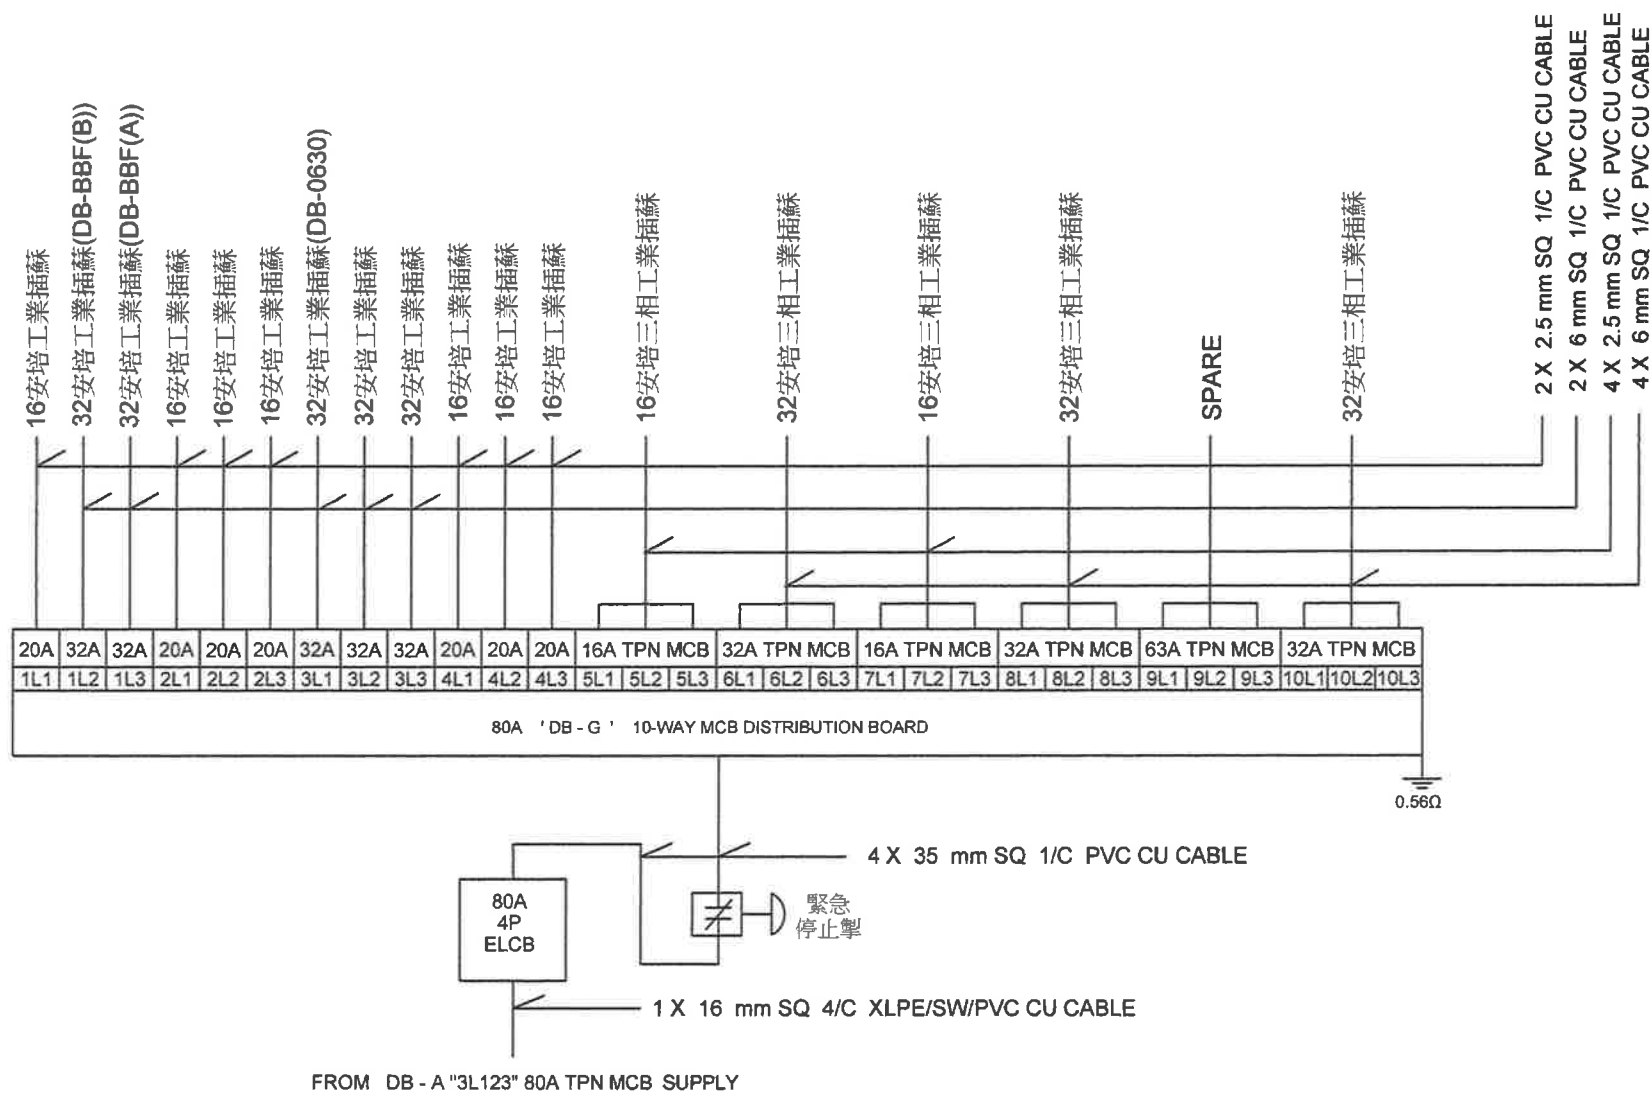 16安培工業插蘇
32安培工業插蘇(DB-BBF(B))
32安培工業插蘇(DB-BBF(A))
16安培工業插蘇
16安培工業插蘇
16安培工業插蘇
32安培工業插蘇(DB-0630)
32安培工業插蘇
32安培工業插蘇
16安培工業插蘇
16安培工業插蘇
16安培工業插蘇
16安培三相工業插蘇
32安培三相工業插蘇
16安培三相工業插蘇
32安培三相工業插蘇
SPARE
32安培三相工業插蘇
2 X 2.5 mm SQ 1/C PVC CU CABLE
2 X 6 mm SQ 1/C PVC CU CABLE
4 X 2.5 mm SQ 1/C PVC CU CABLE
4 X 6 mm SQ 1/C PVC CU CABLE
20A 32A 32A 20A 20A 20A 32A 32A 32A 20A 20A 20A 16A TPN MCB 32A TPN MCB 16A TPN MCB 32A TPN MCB 63A TPN MCB 32A TPN MCB
1L1 1L2 1L3 2L1 2L2 2L3 3L1 3L2 3L3 4L1 4L2 4L3 5L1 5L2 5L3 6L1 6L2 6L3 7L1 7L2 7L3 8L1 8L2 8L3 9L1 9L2 9L3 10L1 10L2 10L3
80A ' DB - G ' 10-WAY MCB DISTRIBUTION BOARD
0.56Ω
4 X 35 mm SQ 1/C PVC CU CABLE
80A
4P
ELCB
緊急
停止掣
1 X 16 mm SQ 4/C XLPE/SW/PVC CU CABLE
FROM DB - A "3L123" 80A TPN MCB SUPPLY